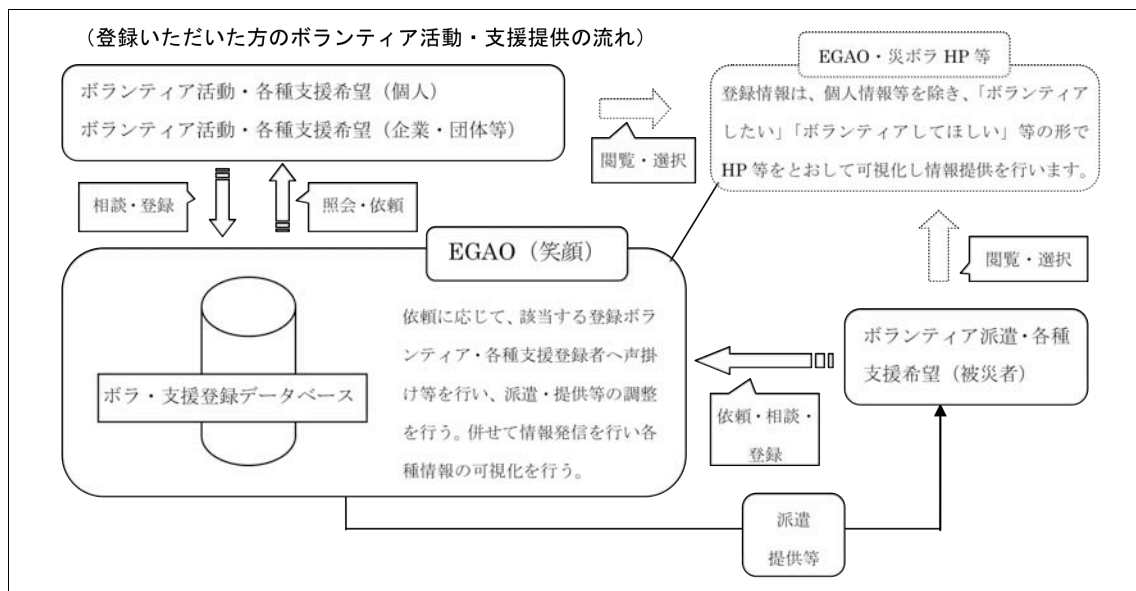 （登録いただいた方のボランティア活動・支援提供の流れ）
ボランティア活動・各種支援希望（個人）
ボランティア活動・各種支援希望（企業・団体等）
閲覧・選択
EGAO・災ボラ HP 等
登録情報は、個人情報等を除き、「ボランティア
したい」「ボランティアしてほしい」等の形で
HP 等をとおして可視化し情報提供を行います。
相談・登録
照会・依頼
閲覧・選択
EGAO（笑顔）
依頼に応じて、該当する登録ボラ
ンティア・各種支援登録者へ声掛
け等を行い、派遣・提供等の調整
を行う。併せて情報発信を行い各
種情報の可視化を行う。
ボラ・支援登録データベース
ボランティア派遣・各種
支援希望（被災者）
依頼・相談・
登録
派遣
提供等